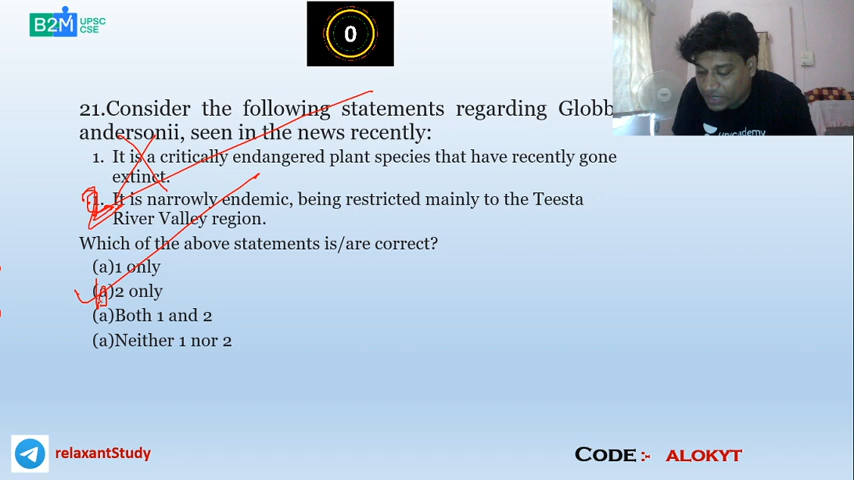 B2M UPSC
CSE
0
21.Consider the following statements regarding Globb
andersonii, seen in the news recently:
1. It is a critically endangered plant species that have recently gone
extinct.
1. It is narrowly endemic, being restricted mainly to the Teesta
River Valley region.
Which of the above statements is/are correct?
(a)1 only
(a)2 only
(a)Both 1 and 2
(a)Neither 1 nor 2
unacademy
relaxantStudy
CODE :- ALOKYT